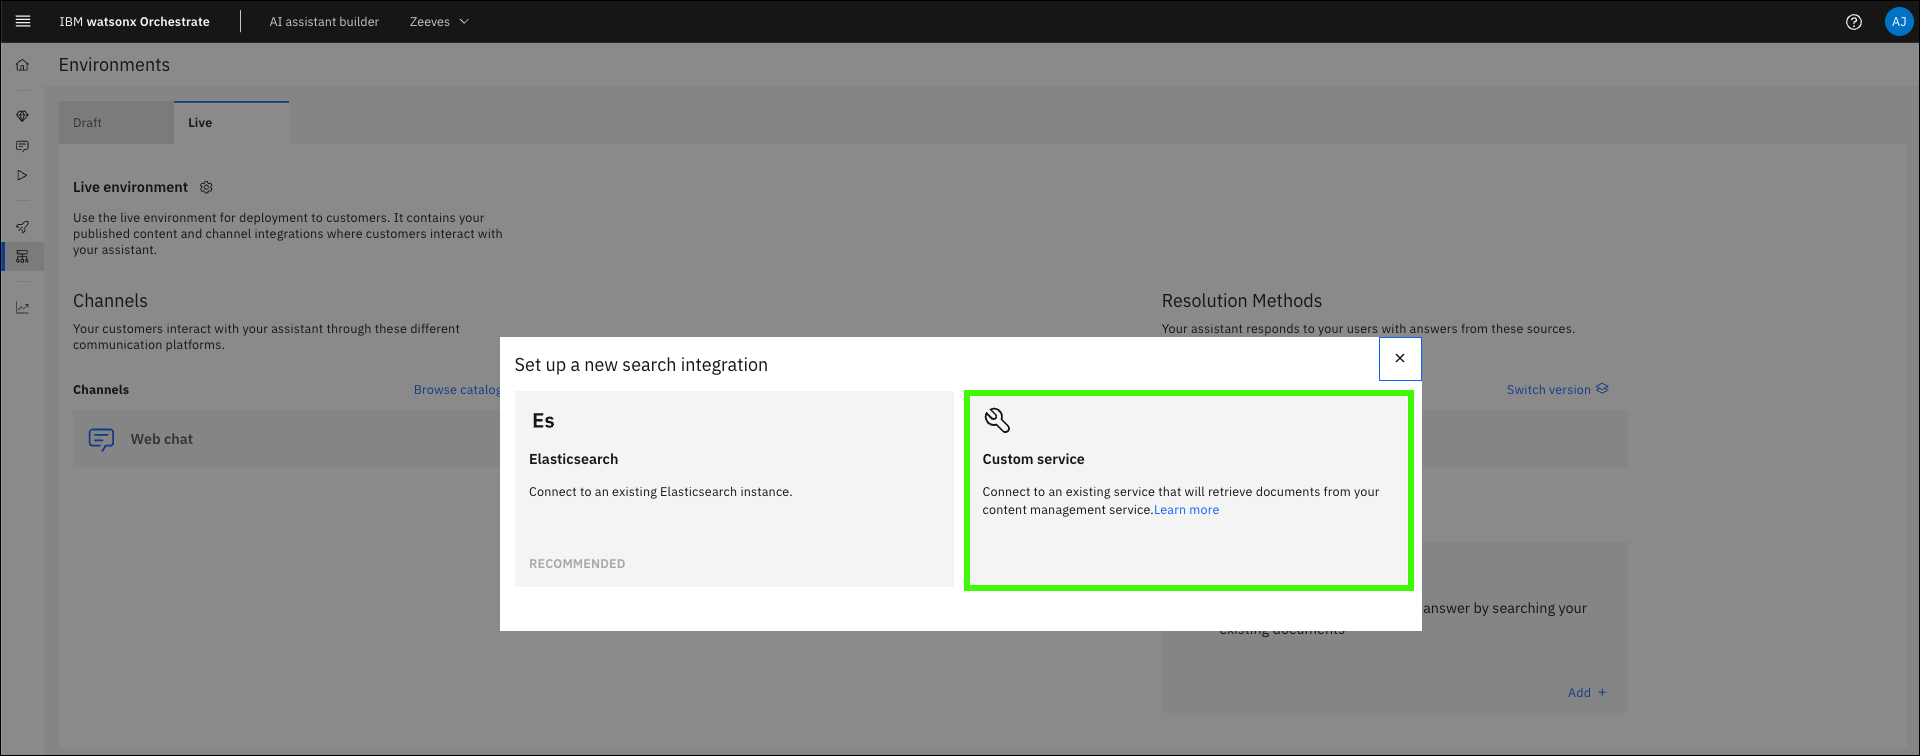 IBM watsonx Orchestrate
AI assistant builder
Zeeves
AJ
Environments
Draft
Live
Live environment
Use the live environment for deployment to customers. It contains your
published content and channel integrations where customers interact with
your assistant.
Channels
Your customers interact with your assistant through these different
communication platforms.
Channels
Browse catalog
Web chat
Resolution Methods
Your assistant responds to your users with answers from these sources.
Switch version
answer by searching your
existing documents
Add +
Set up a new search integration
Es
Elasticsearch
Connect to an existing Elasticsearch instance.
RECOMMENDED
Custom service
Connect to an existing service that will retrieve documents from your
content management service.Learn more